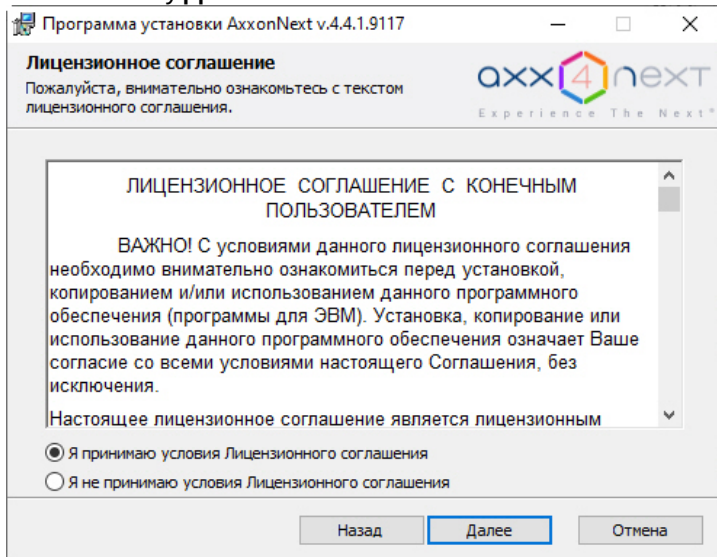 Программа установки AxxonNext v.4.4.1.9117
Лицензионное соглашение
Пожалуйста, внимательно ознакомьтесь с текстом
лицензионного соглашения.
axx4next
Experience The Next®
ЛИЦЕНЗИОННОЕ СОГЛАШЕНИЕ С КОНЕЧНЫМ
ПОЛЬЗОВАТЕЛЕМ
ВАЖНО! С условиями данного лицензионного соглашения
необходимо внимательно ознакомиться перед установкой,
копированием и/или использованием данного программного
обеспечения (программы для ЭВМ). Установка, копирование или
использование данного программного обеспечения означает Ваше
согласие со всеми условиями настоящего Соглашения, без
исключения.
Настоящее лицензионное соглашение является лицензионным
Я принимаю условия Лицензионного соглашения
Я не принимаю условия Лицензионного соглашения
Назад
Далее
Отмена